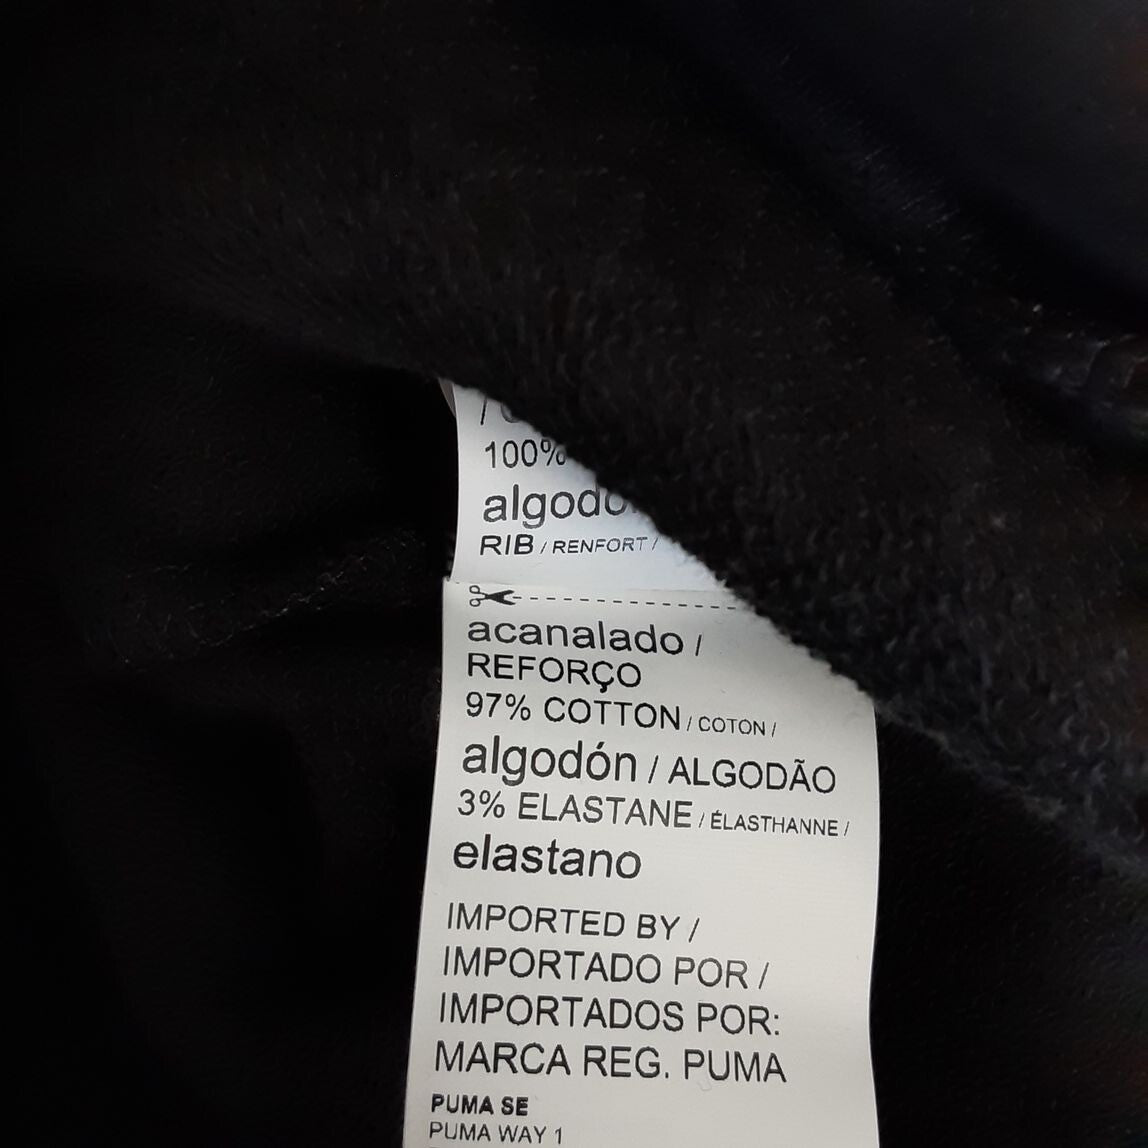 100%
RIB / RENFORT /
acanalado /
REFORÇO
97% COTTON / COTON /
algodón / ALGODÃO
3% ELASTANE / ÉLASTHANNE /
elastano
IMPORTED BY /
IMPORTADO POR /
IMPORTADOS POR:
MARCA REG. PUMA
PUMA SE
PUMA WAY 1